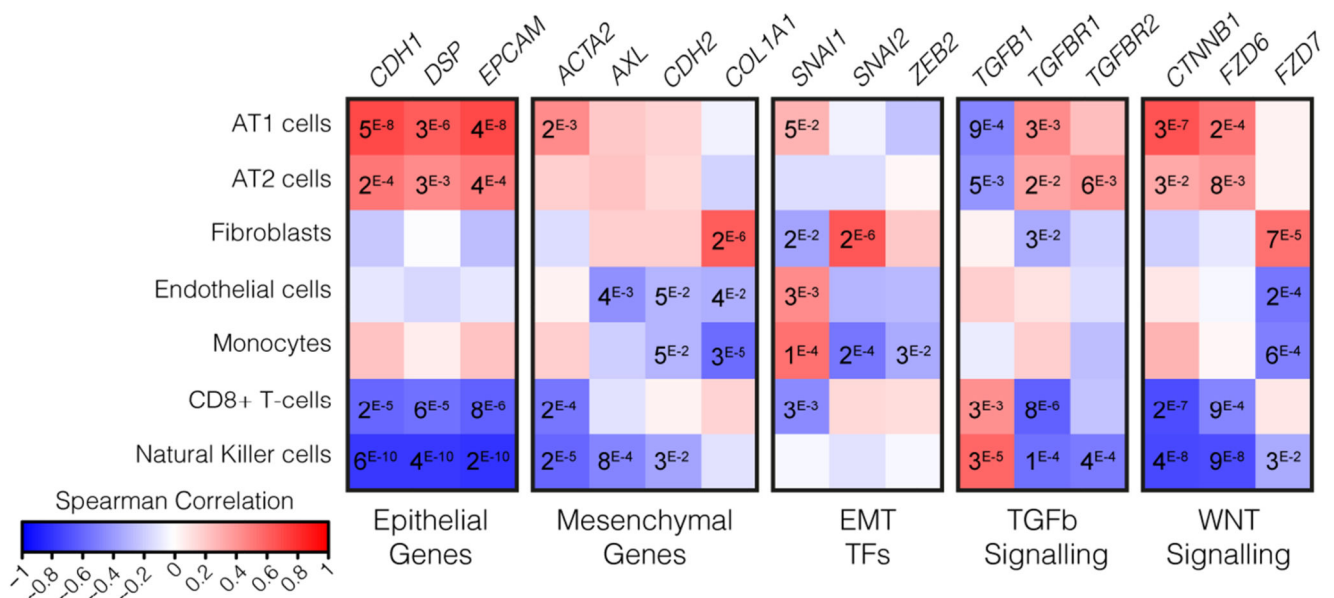 CDH1 DSP EPCAM ACTA2 AXL CDH2 COL1A1 SNAI1 SNAI2 ZEB2 TGFB1 TGFBR1 TGFBR2 CTNNB1 FZD6 FZD7
AT1 cells 5E-8 3E-6 4E-8 2E-3 5E-2 9E-4 3E-3 3E-7 2E-4
AT2 cells 2E-4 3E-3 4E-4 5E-3 2E-2 6E-3 3E-2 8E-3
Fibroblasts 2E-6 2E-2 2E-6 3E-2 7E-5
Endothelial cells 4E-3 5E-2 4E-2 3E-3 2E-4
Monocytes 5E-2 3E-5 1E-4 2E-4 3E-2 6E-4
CD8+ T-cells 2E-5 6E-5 8E-6 2E-4 3E-3 3E-3 8E-6 2E-7 9E-4
Natural Killer cells 6E-10 4E-10 2E-10 2E-5 8E-4 3E-2 3E-5 1E-4 4E-4 4E-8 9E-8 3E-2
Spearman Correlation
-1 -0.8 -0.6 -0.4 -0.2 0 0.2 0.4 0.6 0.8 1
Epithelial
Genes
Mesenchymal
Genes
EMT
TFs
TGFb
Signalling
WNT
Signalling